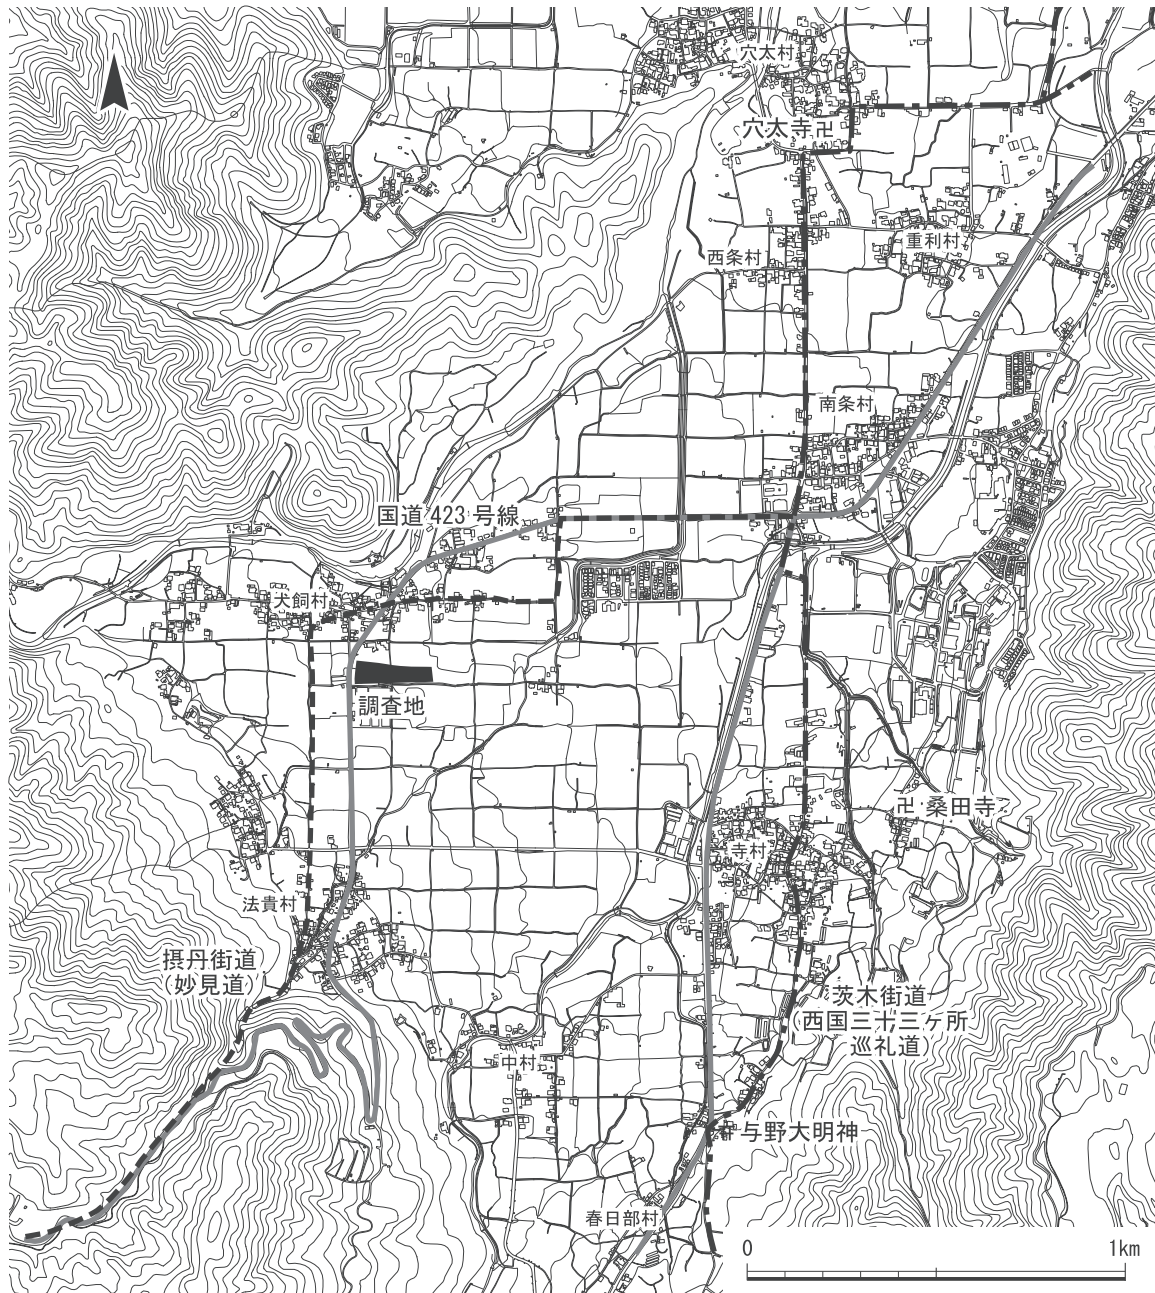 穴太村
穴太寺卍
重利村
西条村
南条村
国道423号線
犬飼村
調査地
卍 桑田寺
寺村
法貴村
摂丹街道
（妙見道）
茨木街道
西国三十三ヶ所
巡礼道）
中村
与野大明神
春日部村
0
1km